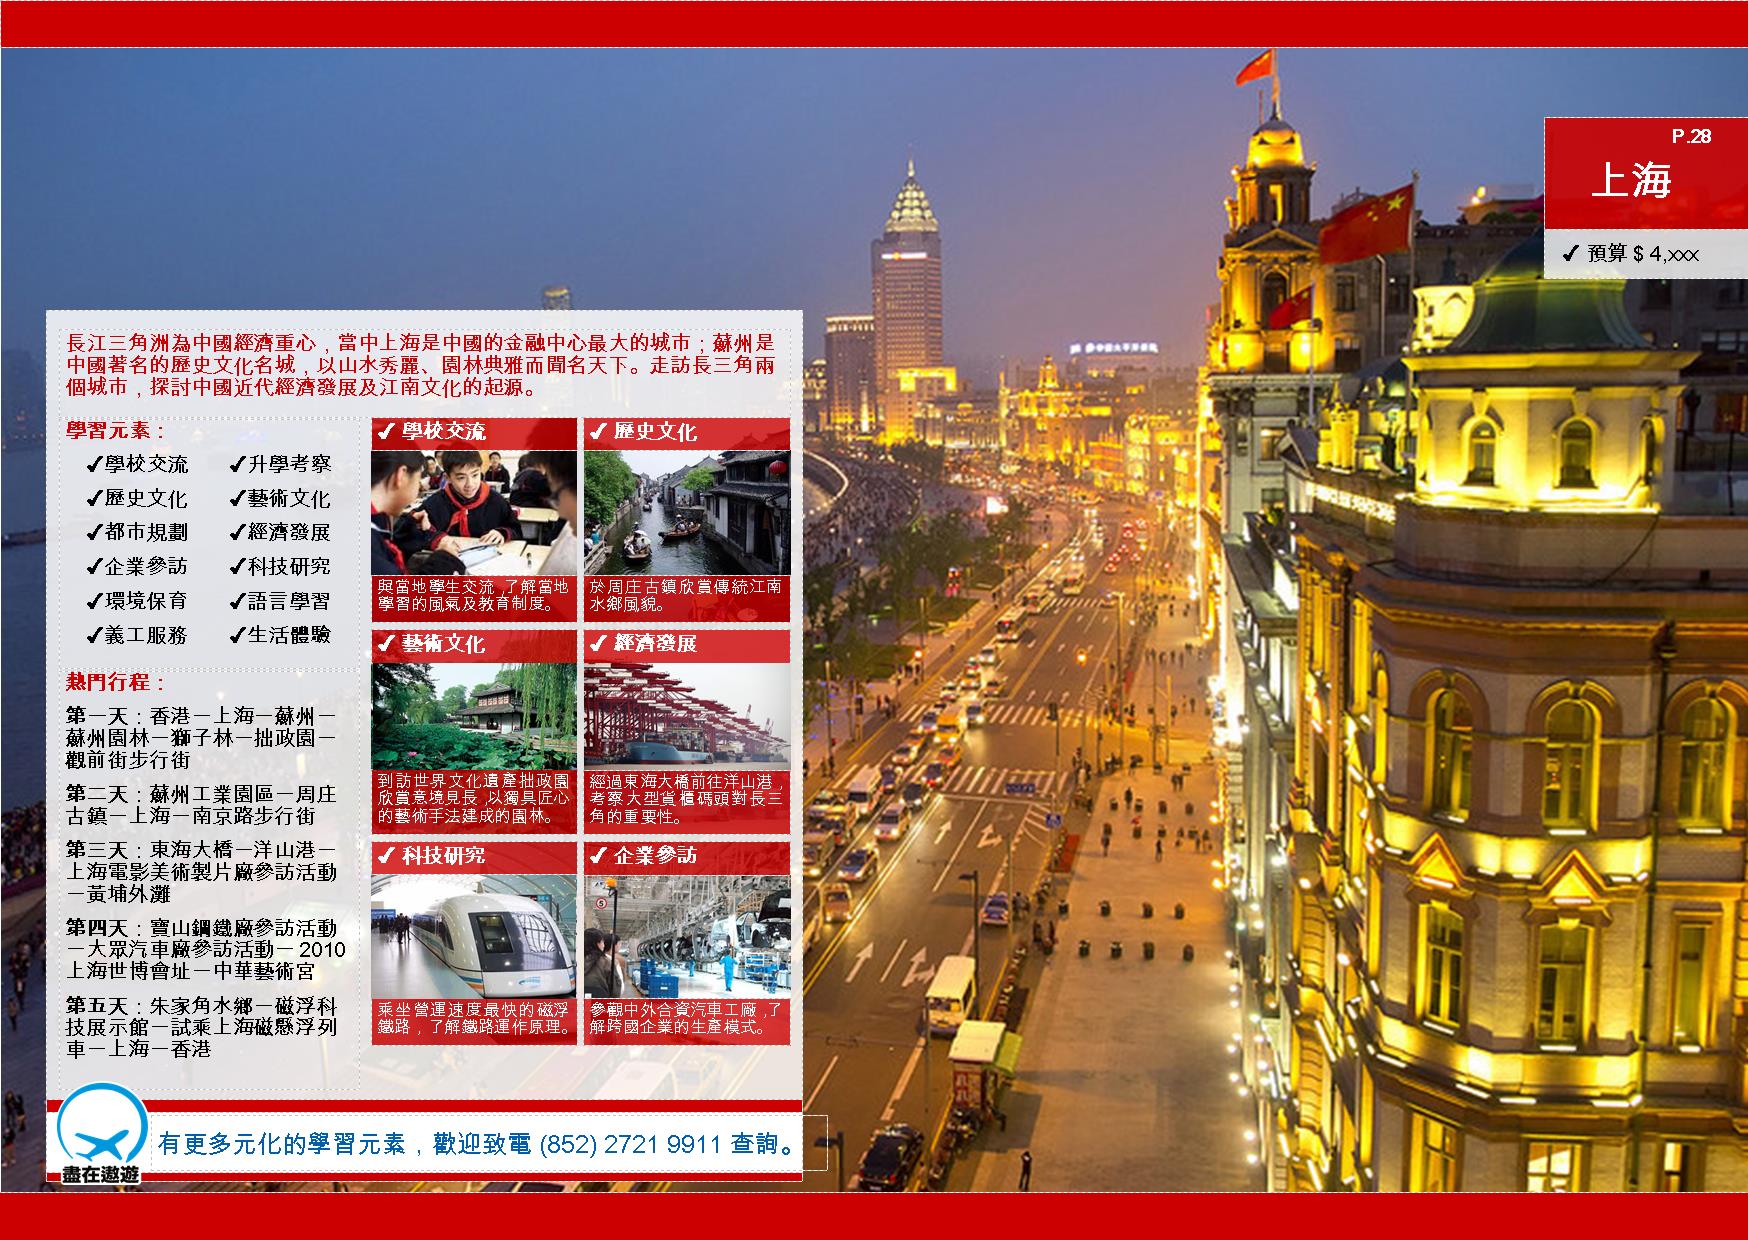 P.28
上海
✓ 預算 $ 4,xxx
長江三角洲為中國經濟重心，當中上海是中國的金融中心最大的城市；蘇州是
中國著名的歷史文化名城，以山水秀麗、園林典雅而聞名天下。走訪長三角兩
個城市，探討中國近代經濟發展及江南文化的起源。
學習元素：
✓學校交流 ✓升學考察
✓歷史文化 ✓藝術文化
✓都市規劃 ✓經濟發展
✓企業參訪 ✓科技研究
✓環境保育 ✓語言學習
✓義工服務 ✓生活體驗
熱門行程：
第一天：香港－上海－蘇州－
蘇州園林－獅子林－拙政園－
觀前街步行街
第二天：蘇州工業園區－周庄
古鎮－上海－南京路步行街
第三天：東海大橋－洋山港－
上海電影美術製片廠參訪活動
－黃埔外灘
第四天：寶山鋼鐵廠參訪活動
－大眾汽車廠參訪活動－2010
上海世博會址－中華藝術宮
第五天：朱家角水鄉－磁浮科
技展示館－試乘上海磁懸浮列
車－上海－香港
✓ 學校交流
與當地學生交流,了解當地
學習的風氣及教育制度。
✓ 歷史文化
於周庄古鎮欣賞傳統江南
水鄉風貌。
✓ 藝術文化
到訪世界文化遺產拙政園
欣賞意境見長,以獨具匠心
的藝術手法建成的園林。
✓ 經濟發展
經過東海大橋前往洋山港，
考察大型貨櫃碼頭對長三
角的重要性。
✓ 科技研究
乘坐營運速度最快的磁浮
鐵路，了解鐵路運作原理。
✓ 企業參訪
參觀中外合資汽車工廠,了
解跨國企業的生產模式。
有更多元化的學習元素，歡迎致電 (852) 2721 9911 查詢。
盡在遨遊